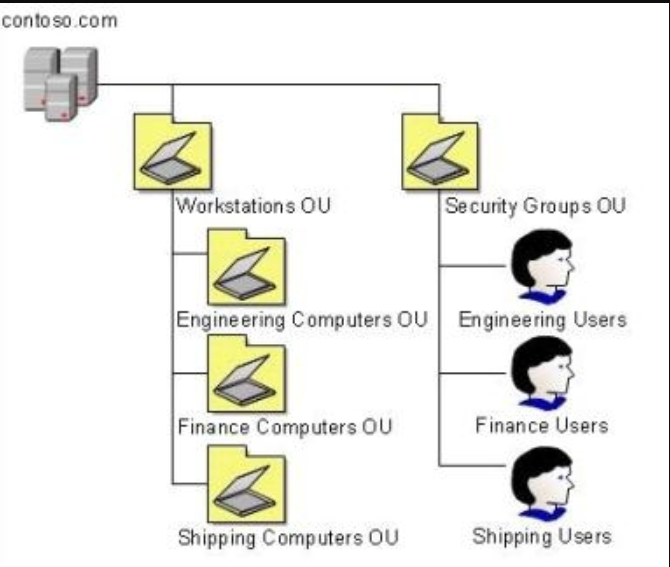 contoso.com
Workstations OU
Security Groups OU
Engineering Computers OU
Engineering Users
Finance Computers OU
Finance Users
Shipping Computers OU
Shipping Users